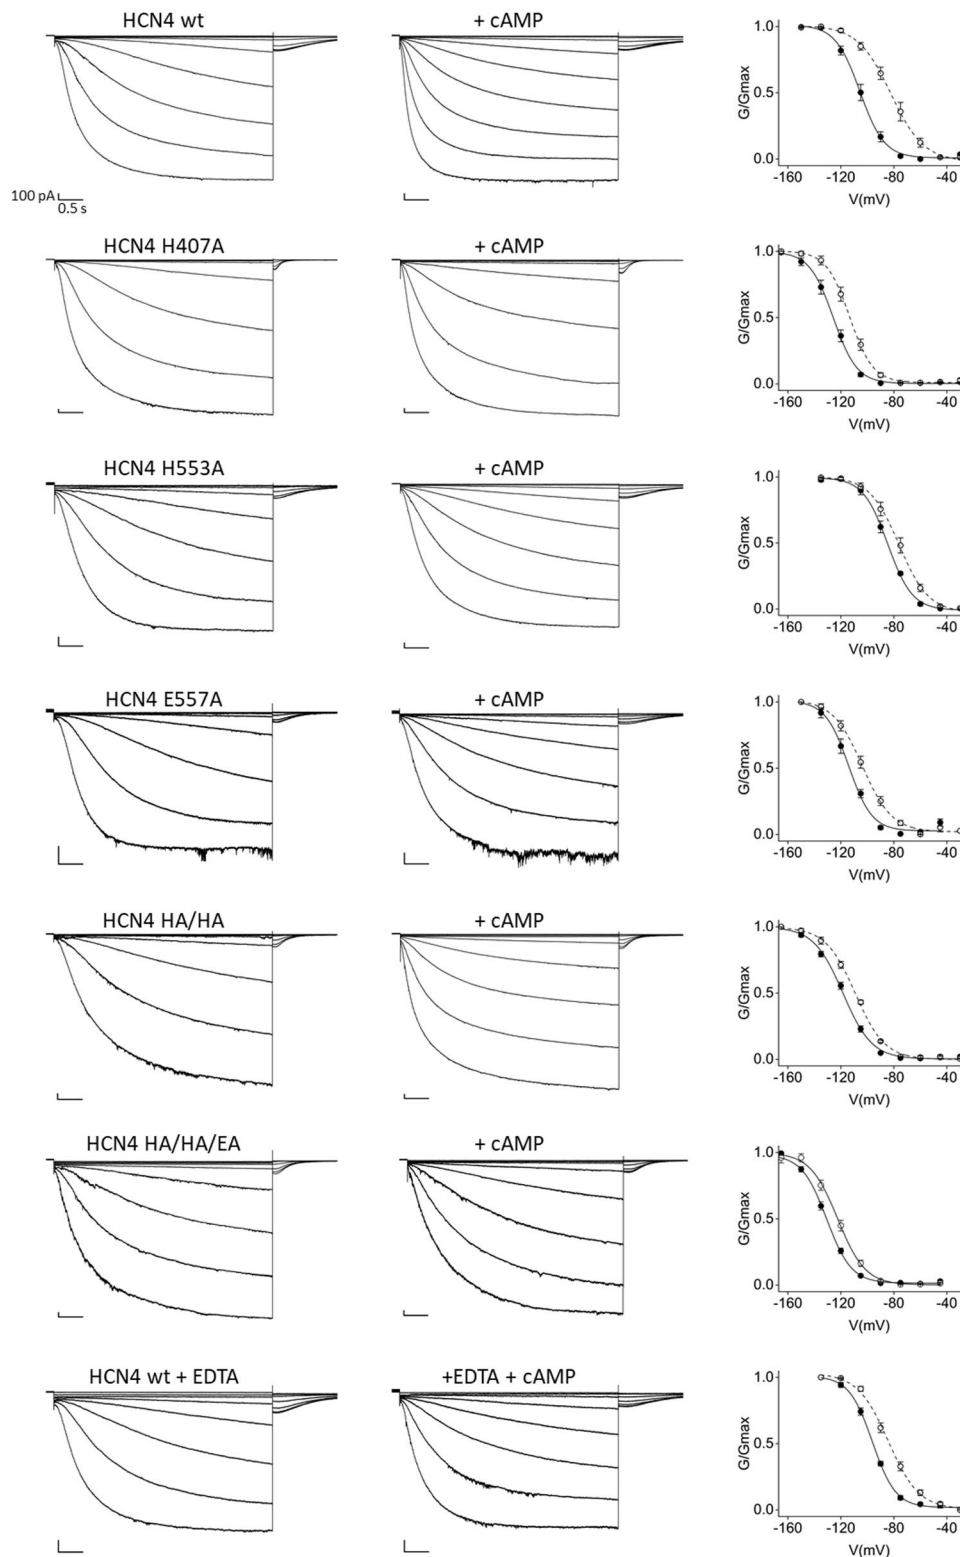 HCN4 wt
+ cAMP
G/Gmax
1.0
0.5
0.0
-160 -120 -80 -40
V(mV)
100 pA
0.5 s
HCN4 H407A
+ cAMP
G/Gmax
1.0
0.5
0.0
-160 -120 -80 -40
V(mV)
HCN4 H553A
+ cAMP
G/Gmax
1.0
0.5
0.0
-160 -120 -80 -40
V(mV)
HCN4 E557A
+ cAMP
G/Gmax
1.0
0.5
0.0
-160 -120 -80 -40
V(mV)
HCN4 HA/HA
+ cAMP
G/Gmax
1.0
0.5
0.0
-160 -120 -80 -40
V(mV)
HCN4 HA/HA/EA
+ cAMP
G/Gmax
1.0
0.5
0.0
-160 -120 -80 -40
V(mV)
HCN4 wt + EDTA
+EDTA + cAMP
G/Gmax
1.0
0.5
0.0
-160 -120 -80 -40
V(mV)